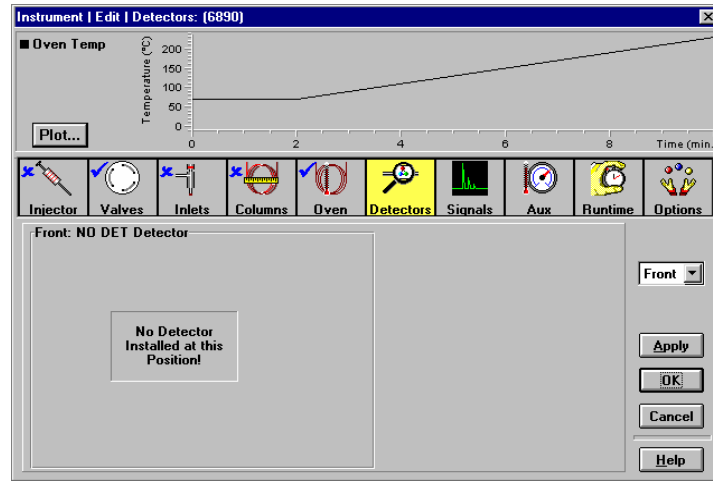 Instrument | Edit | Detectors: (6890)
Oven Temp
Temperature (°C)
200
150
100
50
0
Plot...
0 2 4 6 8 Time (min.
Injector Valves Inlets Columns Oven Detectors Signals Aux Runtime Options
Front: NO DET Detector
No Detector
Installed at this
Position!
Front
Apply
OK
Cancel
Help